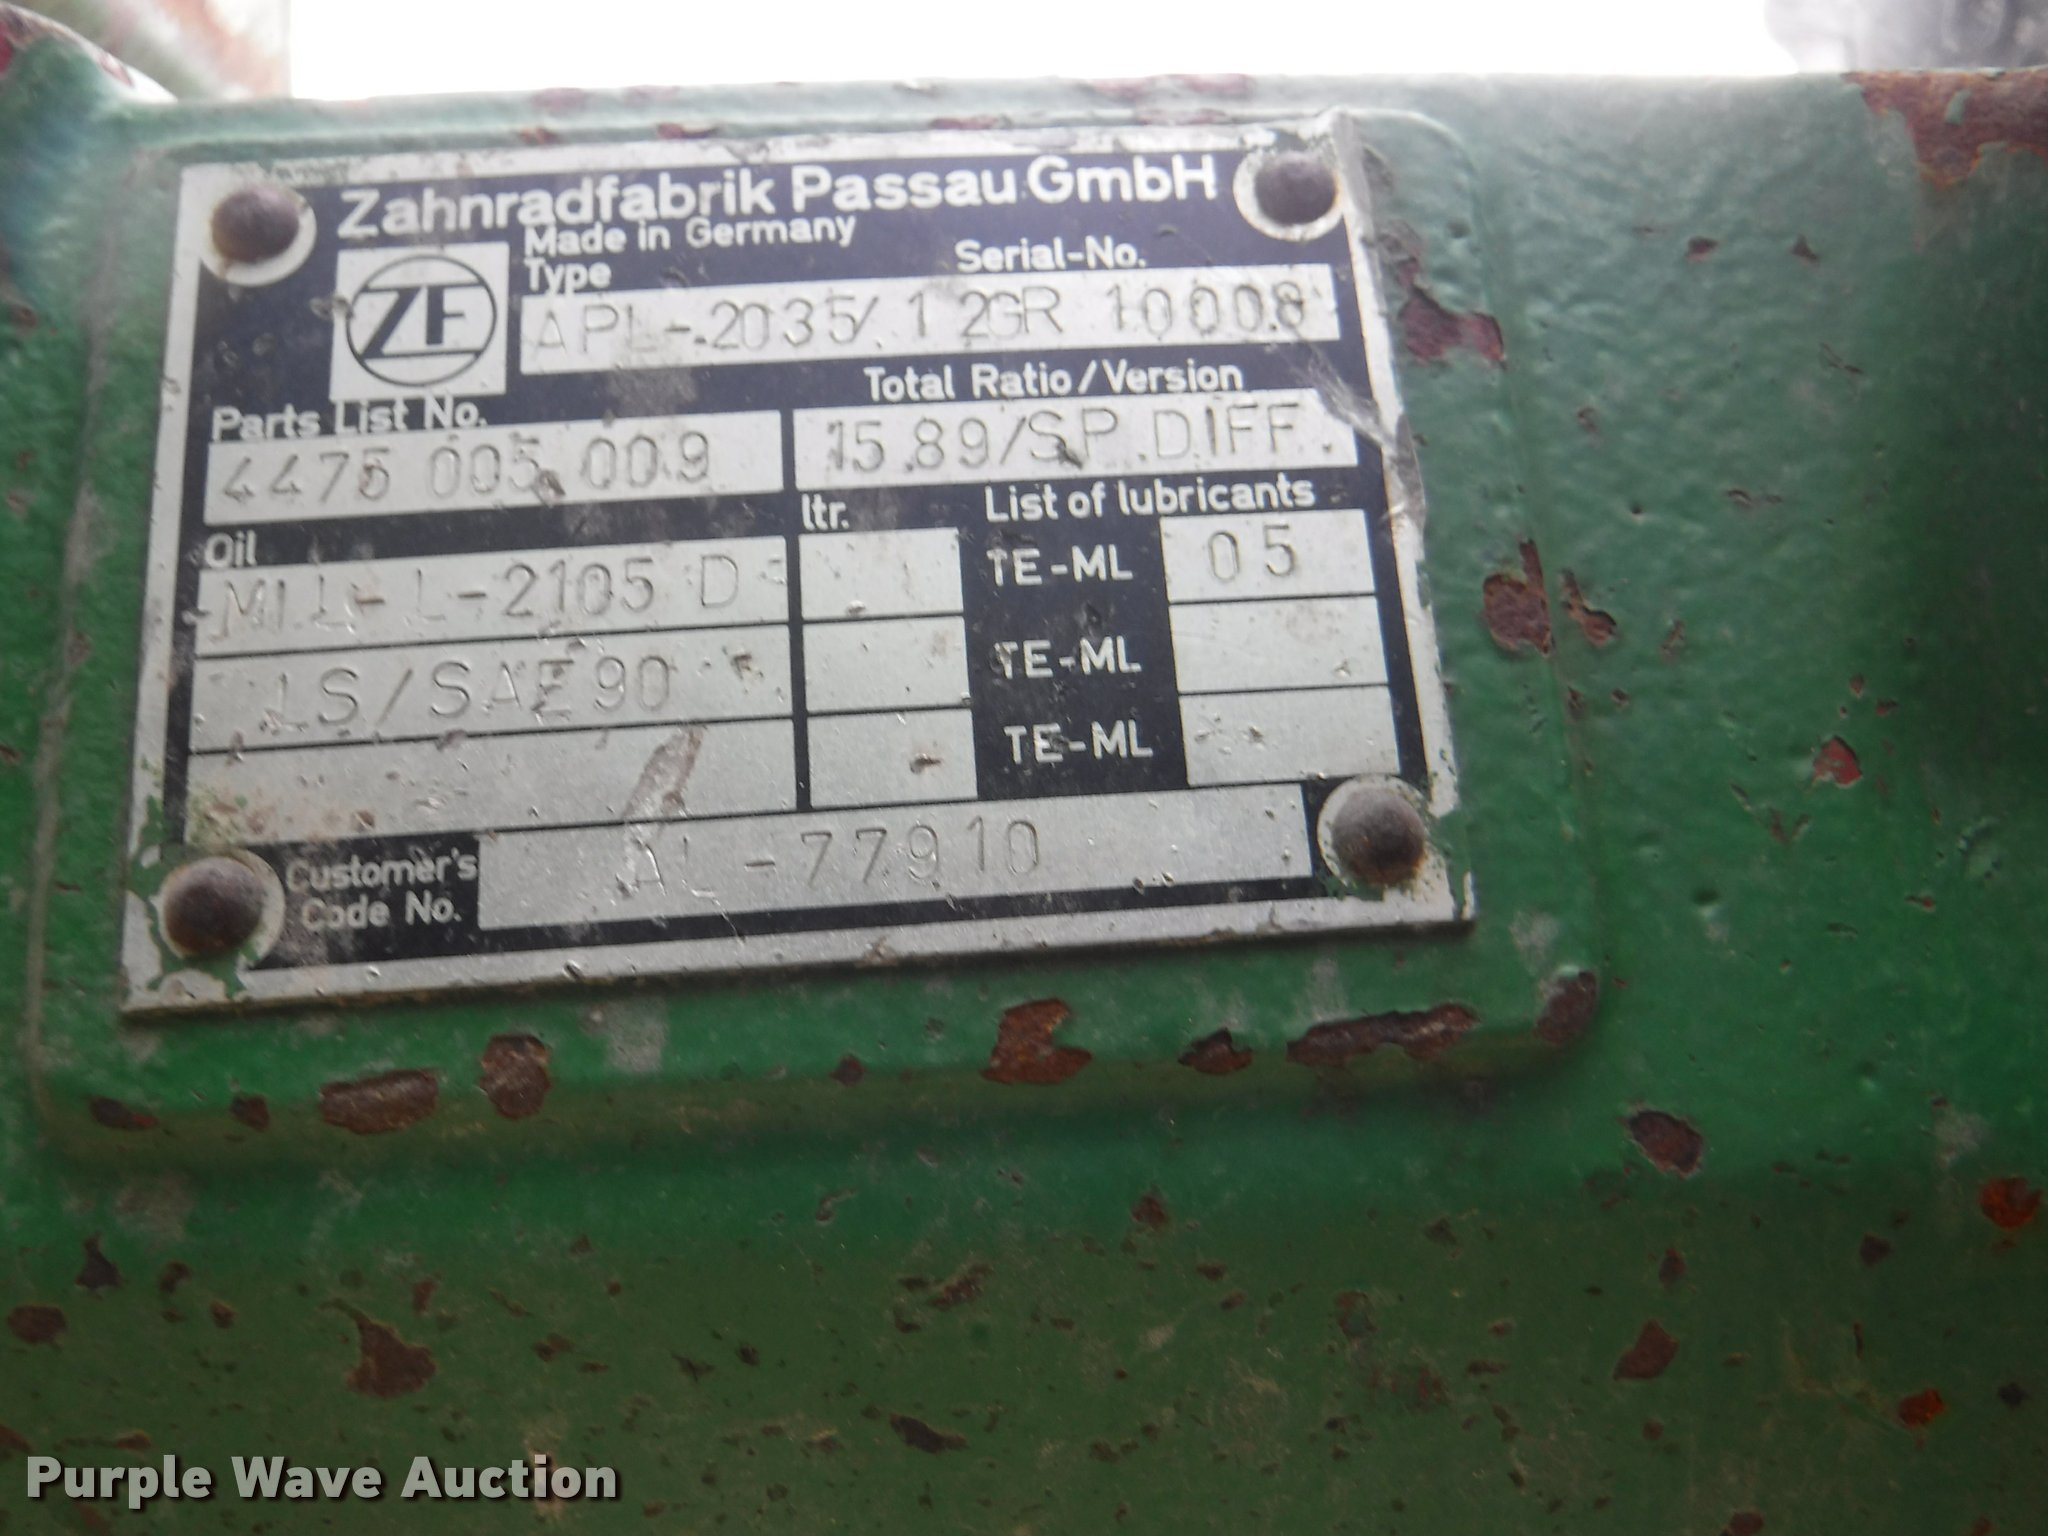 Zahnradfabrik Passau GmbH
Made in Germany
ZF
Type Serial-No.
APL-2035/.1 2GR 10008
Parts List No. Total Ratio/Version
4475 005 009 15.89/SP.DIFF.
Oil ltr. List of lubricants
MIL-L-2105 D TE-ML 05
LS/SAE90 TE-ML
TE-ML
Customer's
Code No. AL-77910
Purple Wave Auction